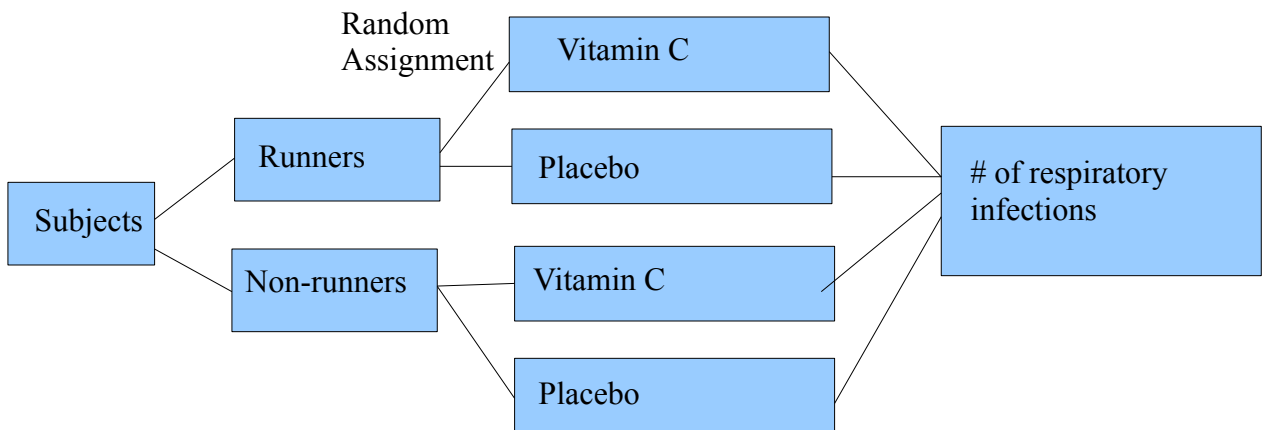 Random
Assignment
Vitamin C
Runners
Placebo
# of respiratory
infections
Subjects
Non-runners
Vitamin C
Placebo